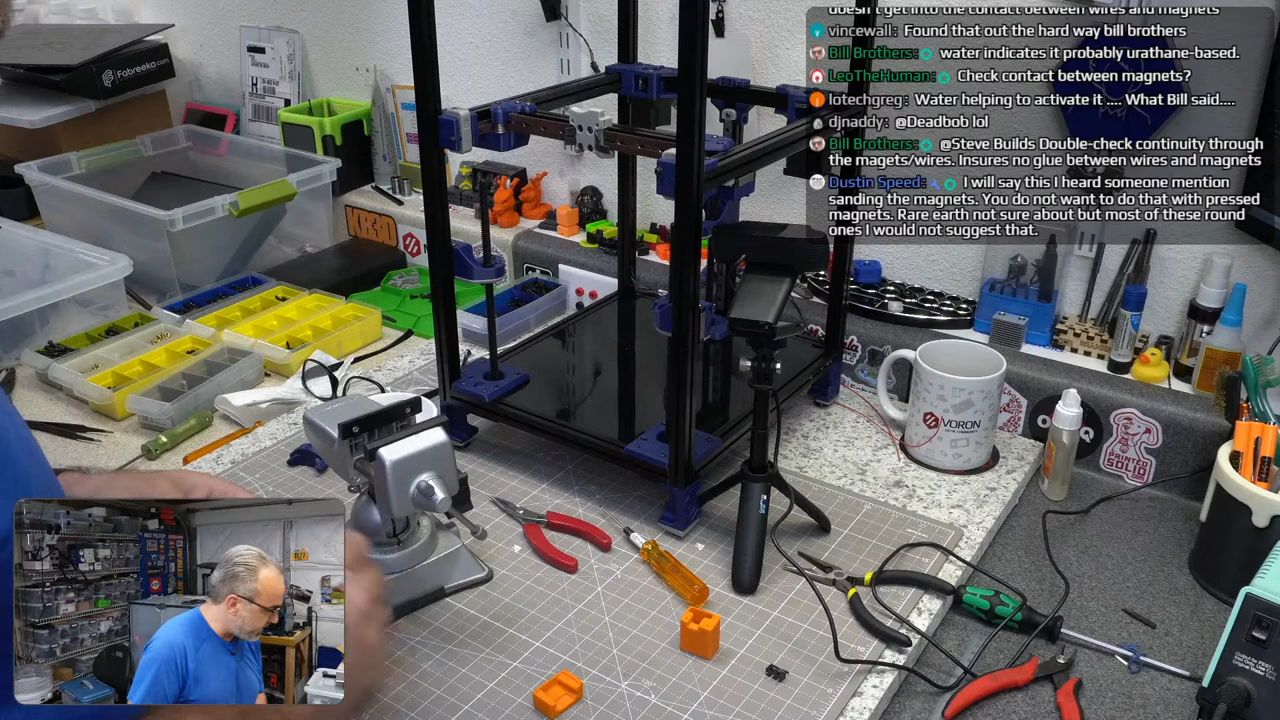 doesn't get into the contact between wires and magnets
vincewall: Found that out the hard way bill brothers
Bill Brothers: water indicates it probably urathane-based.
LeoTheHuman: Check contact between magnets?
lotechgreg: Water helping to activate it .... What Bill said....
djnaddy: @Deadbob lol
Bill Brothers: @Steve Builds Double-check continuity through
the magets/wires. Insures no glue between wires and magnets
Dustin Speed: I will say this I heard someone mention
sanding the magnets. You do not want to do that with pressed
magnets. Rare earth not sure about but most of these round
ones I would not suggest that.
Fabreeko.com
KB3D
VORON
PRINTED
SOLID